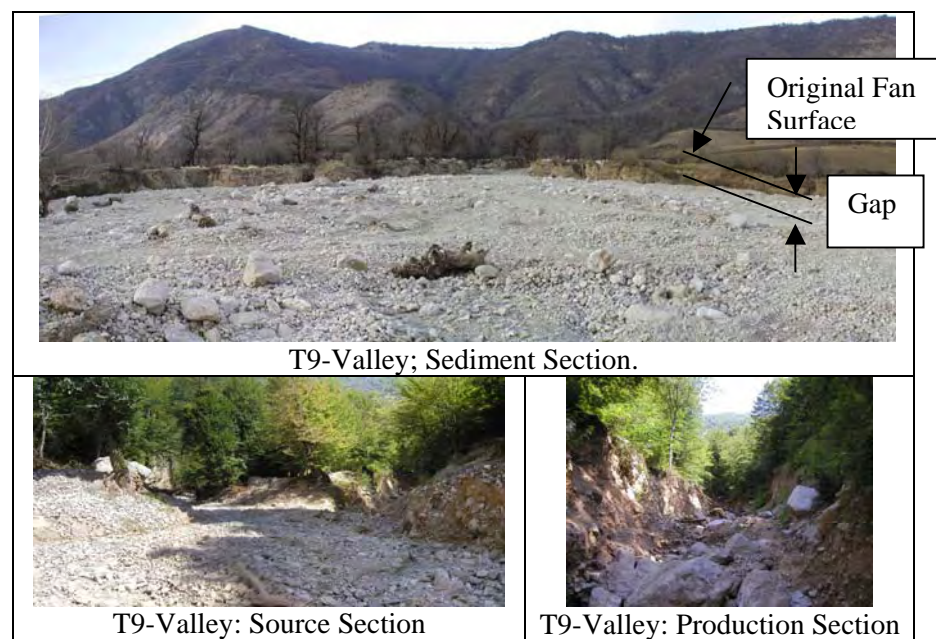 Original Fan
Surface
Gap
T9-Valley; Sediment Section.
T9-Valley: Source Section
T9-Valley: Production Section